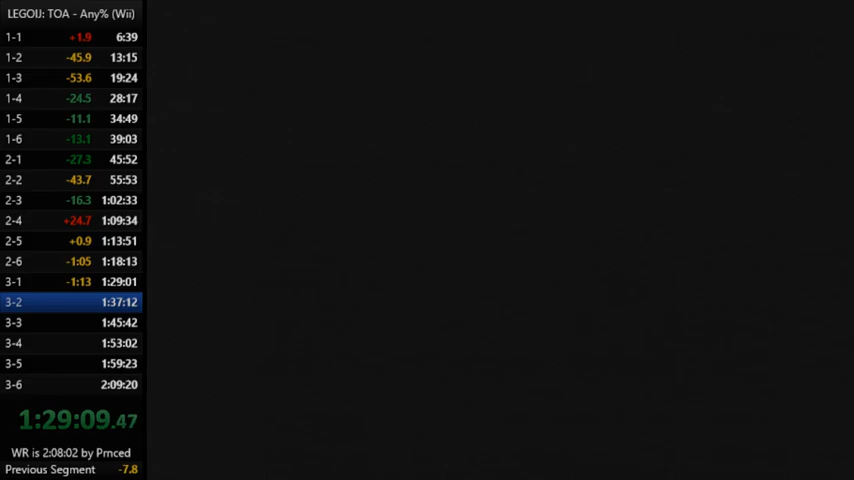 LEGOIJ: TOA - Any% (Wii)
1-1 +1.9 6:39
1-2 -45.9 13:15
1-3 -53.6 19:24
1-4 -24.5 28:17
1-5 -11.1 34:49
1-6 -13.1 39:03
2-1 -27.3 45:52
2-2 -43.7 55:53
2-3 -16.3 1:02:33
2-4 +24.7 1:09:34
2-5 +0.9 1:13:51
2-6 -1:05 1:18:13
3-1 -1:13 1:29:01
3-2 1:37:12
3-3 1:45:42
3-4 1:53:02
3-5 1:59:23
3-6 2:09:20
1:29:09.47
WR is 2:08:02 by Prnced
Previous Segment -7.8